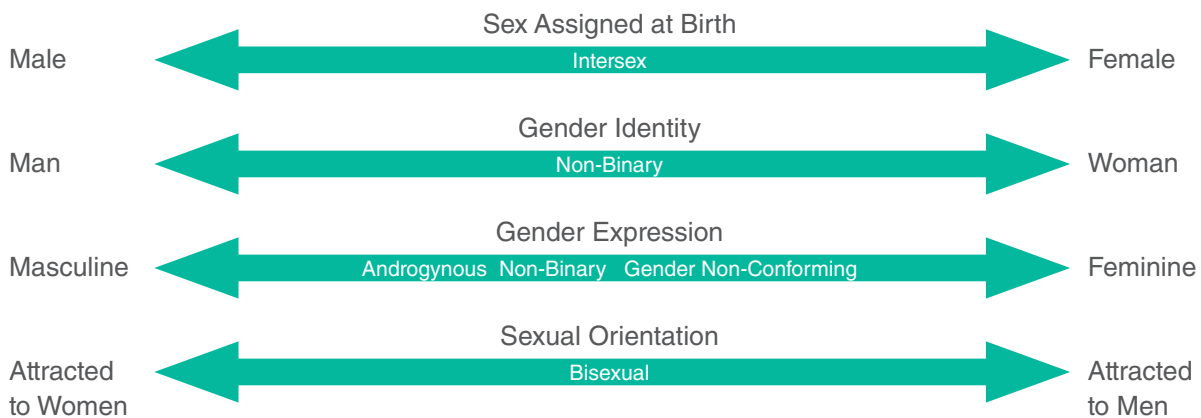 Sex Assigned at Birth
Male
Intersex
Female
Gender Identity
Man
Non-Binary
Woman
Gender Expression
Masculine
Androgynous Non-Binary Gender Non-Conforming
Feminine
Sexual Orientation
Attracted
to Women
Bisexual
Attracted
to Men